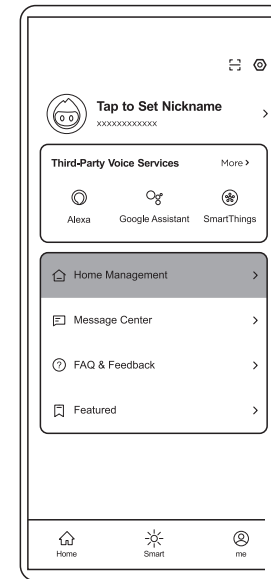 Tap to Set Nickname
xxxxxxxxxxxx
Third-Party Voice Services More
Alexa Google Assistant SmartThings
Home Management
Message Center
FAQ & Feedback
Featured
Home Smart me